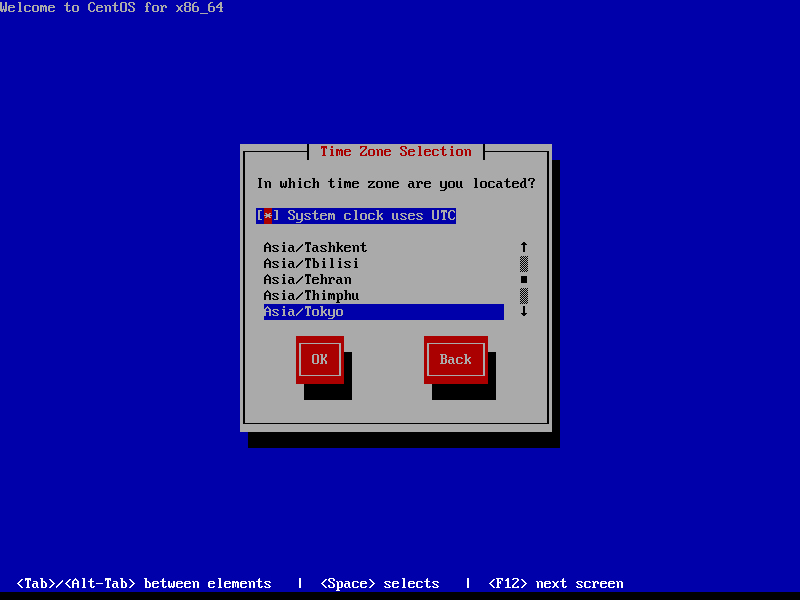 Welcome to CentOS for x86_64
Time Zone Selection
In which time zone are you located?
[*] System clock uses UTC
Asia/Tashkent
Asia/Tbilisi
Asia/Tehran
Asia/Thimphu
Asia/Tokyo
OK Back
<Tab>/<Alt-Tab> between elements | <Space> selects | <F12> next screen